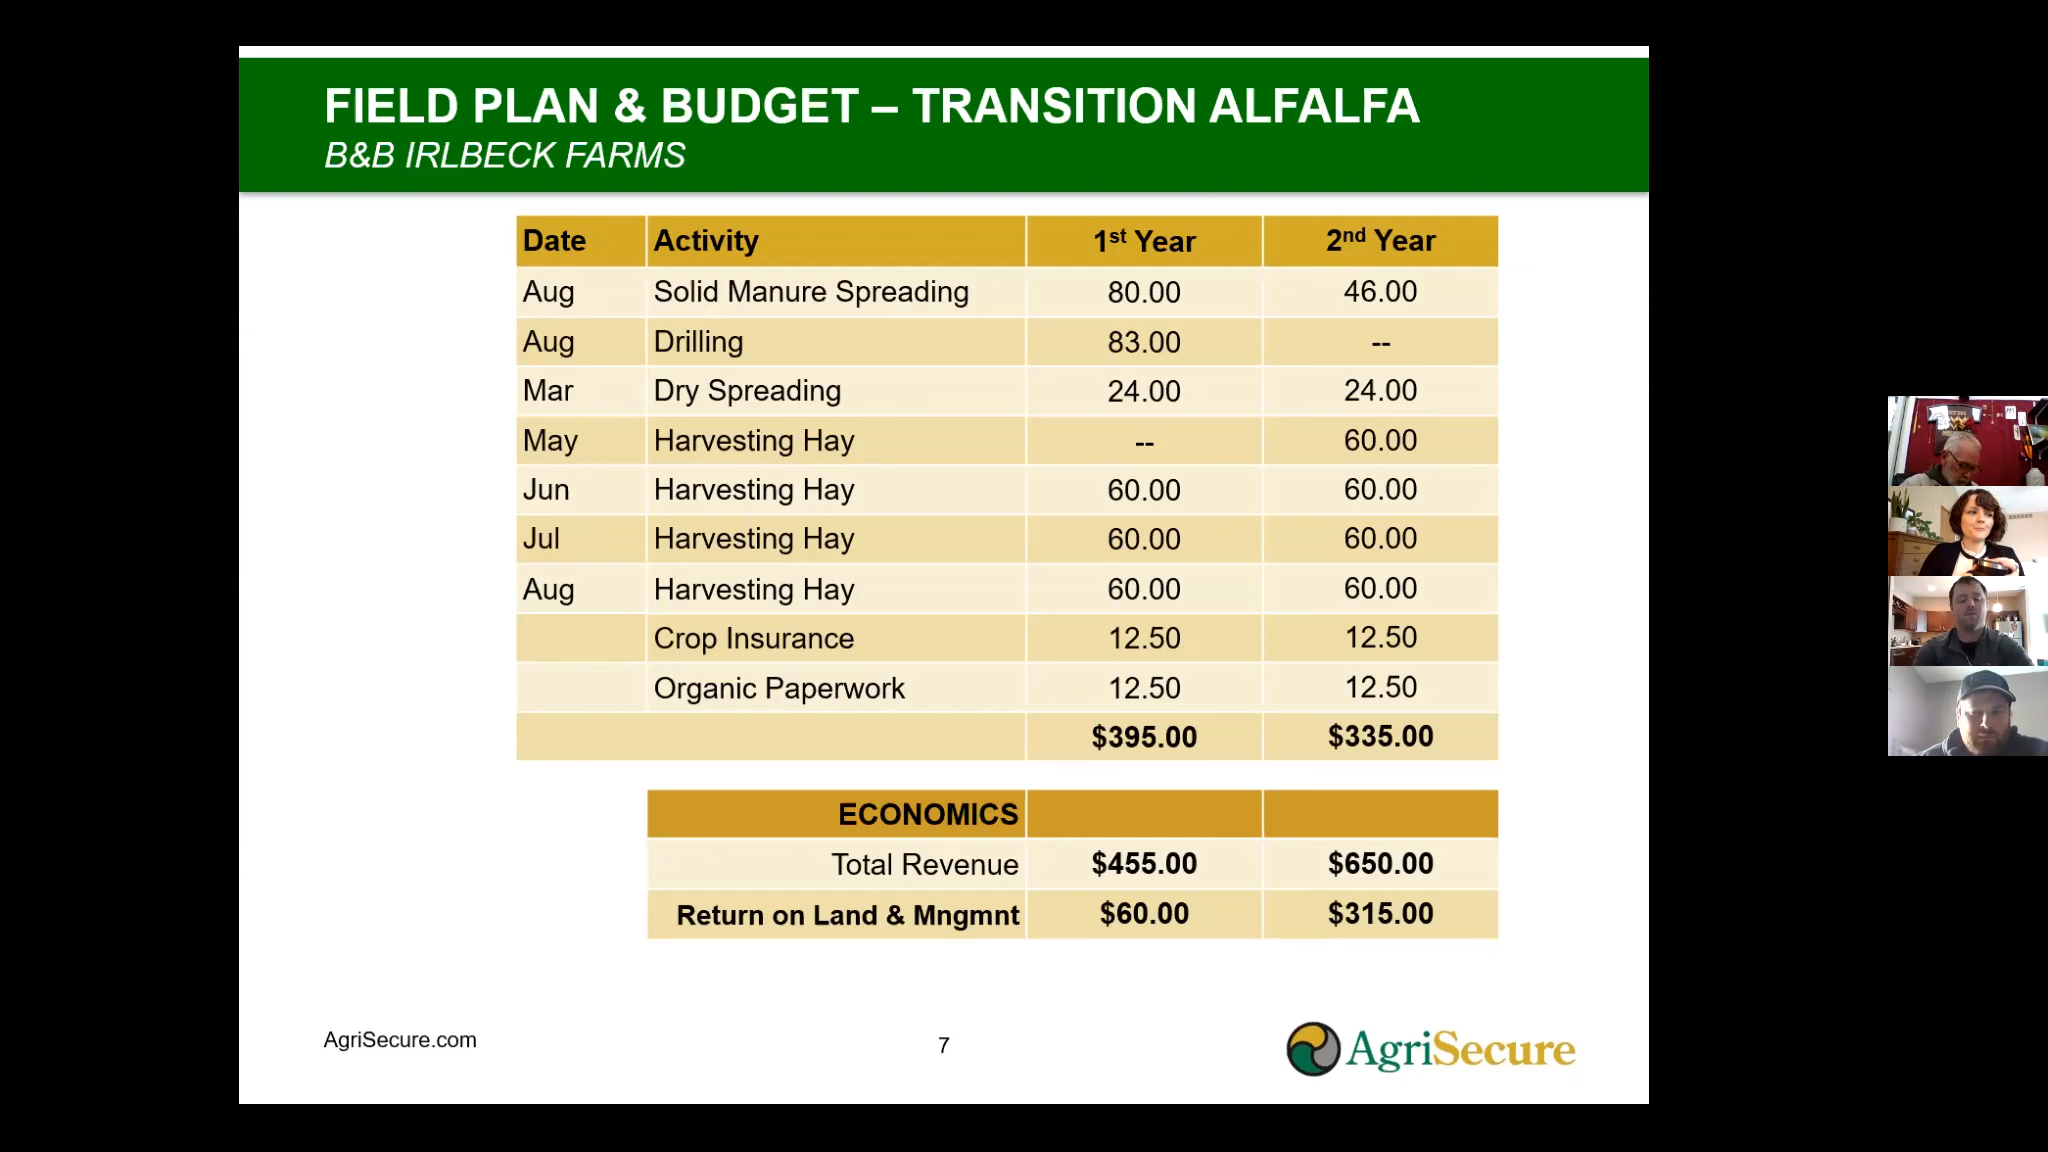 FIELD PLAN & BUDGET – TRANSITION ALFALFA
B&B IRLBECK FARMS
Date Activity 1st Year 2nd Year
Aug Solid Manure Spreading 80.00 46.00
Aug Drilling 83.00 --
Mar Dry Spreading 24.00 24.00
May Harvesting Hay -- 60.00
Jun Harvesting Hay 60.00 60.00
Jul Harvesting Hay 60.00 60.00
Aug Harvesting Hay 60.00 60.00
Crop Insurance 12.50 12.50
Organic Paperwork 12.50 12.50
$395.00 $335.00
ECONOMICS
Total Revenue $455.00 $650.00
Return on Land & Mngmnt $60.00 $315.00
AgriSecure.com
7
AgriSecure